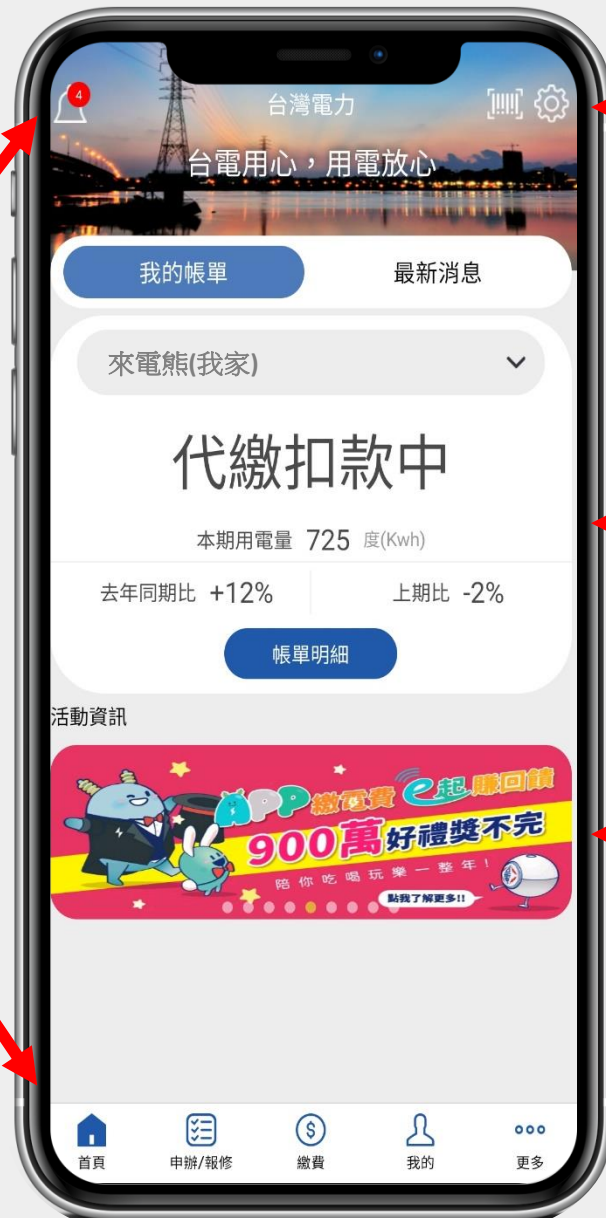 4
台灣電力
台電用心，用電放心
我的帳單 最新消息
來電熊(我家)
代繳扣款中
本期用電量 725 度(Kwh)
去年同期比 +12% 上期比 -2%
帳單明細
活動資訊
APP繳電費 e起賺回饋
900萬好禮獎不完
陪你吃喝玩樂一整年！
點我了解更多!!
首頁 申辦/報修 繳費 我的 更多